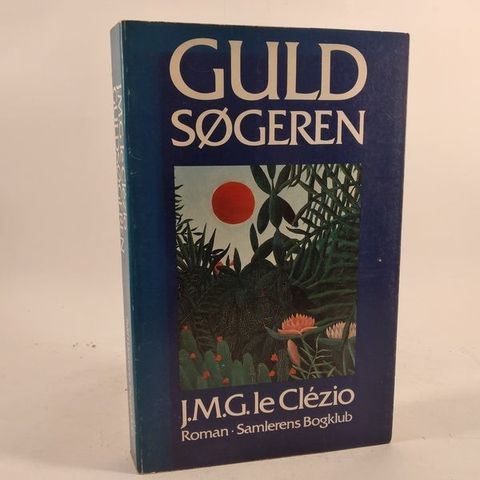 GULD
SØGEREN
J.M.G. le Clézio
Roman · Samlerens Bogklub